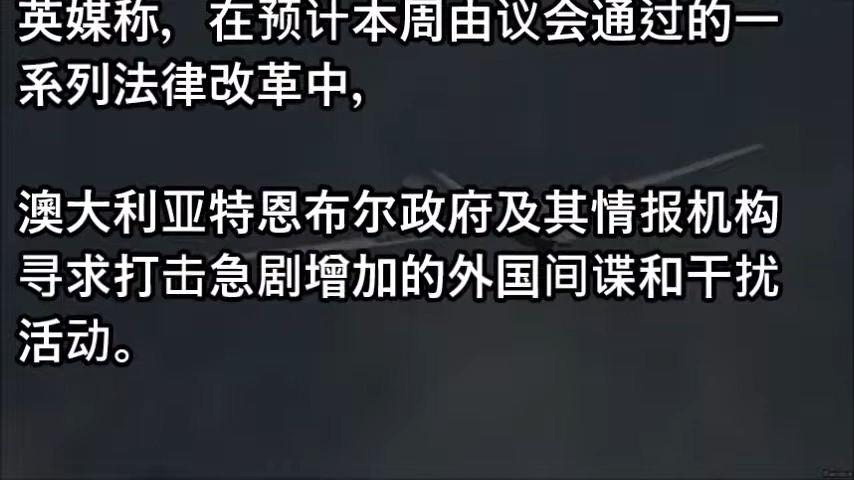 英媒称，在预计本周由议会通过的一
系列法律改革中，
澳大利亚特恩布尔政府及其情报机构
寻求打击急剧增加的外国间谍和干扰
活动。